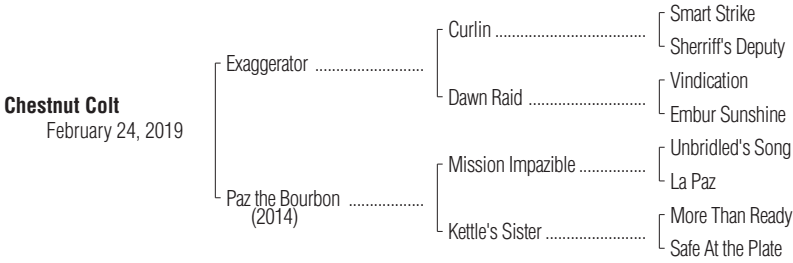 Smart Strike
Curlin ....................................
Sherriff's Deputy
Exaggerator .........................
Vindication
Dawn Raid ............................
Embur Sunshine
Chestnut Colt
February 24, 2019
Unbridled's Song
Mission Impazible ................
La Paz
Paz the Bourbon ..................
(2014)
More Than Ready
Kettle's Sister ........................
Safe At the Plate